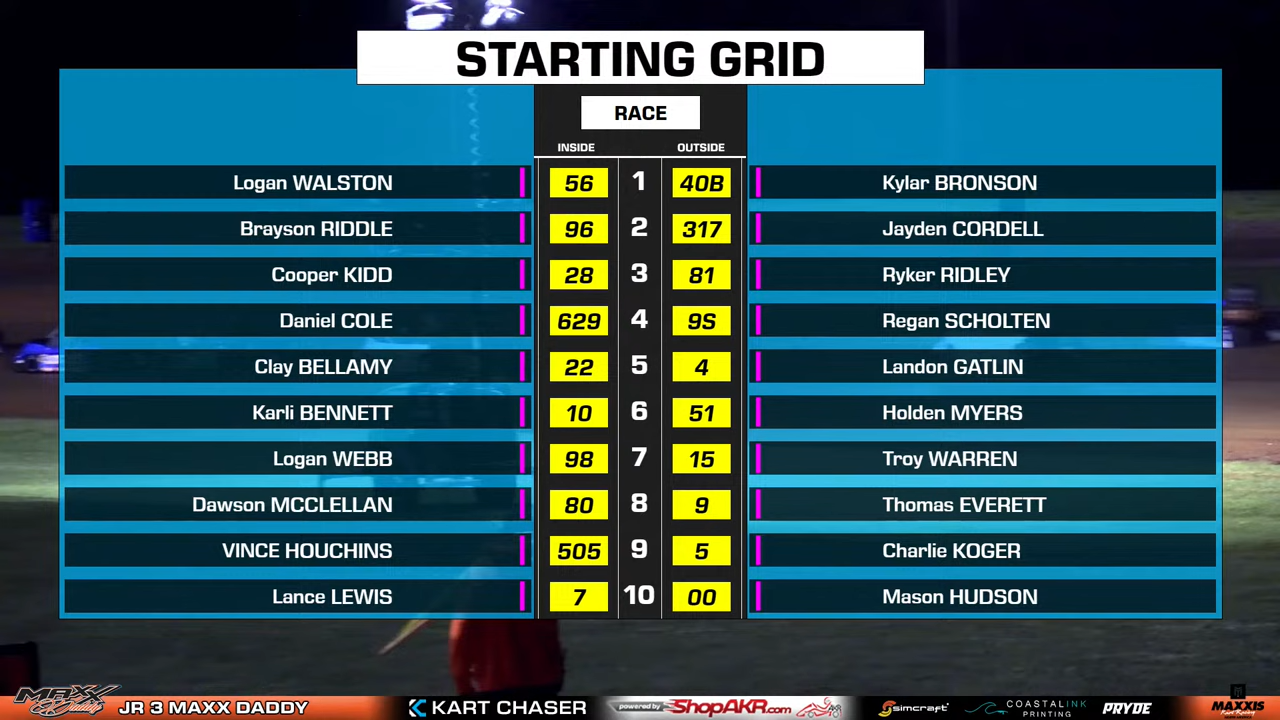 STARTING GRID
RACE
INSIDE OUTSIDE
Logan WALSTON 56 1 40B Kylar BRONSON
Brayson RIDDLE 96 2 317 Jayden CORDELL
Cooper KIDD 28 3 81 Ryker RIDLEY
Daniel COLE 629 4 9S Regan SCHOLTEN
Clay BELLAMY 22 5 4 Landon GATLIN
Karli BENNETT 10 6 51 Holden MYERS
Logan WEBB 98 7 15 Troy WARREN
Dawson MCCLELLAN 80 8 9 Thomas EVERETT
VINCE HOUCHINS 505 9 5 Charlie KOGER
Lance LEWIS 7 10 00 Mason HUDSON
MAXX Daddy JR 3 MAXX DADDY KART CHASER powered by ShopAKR.com simcraft COASTALINK PRINTING PRYDE MAXXIS